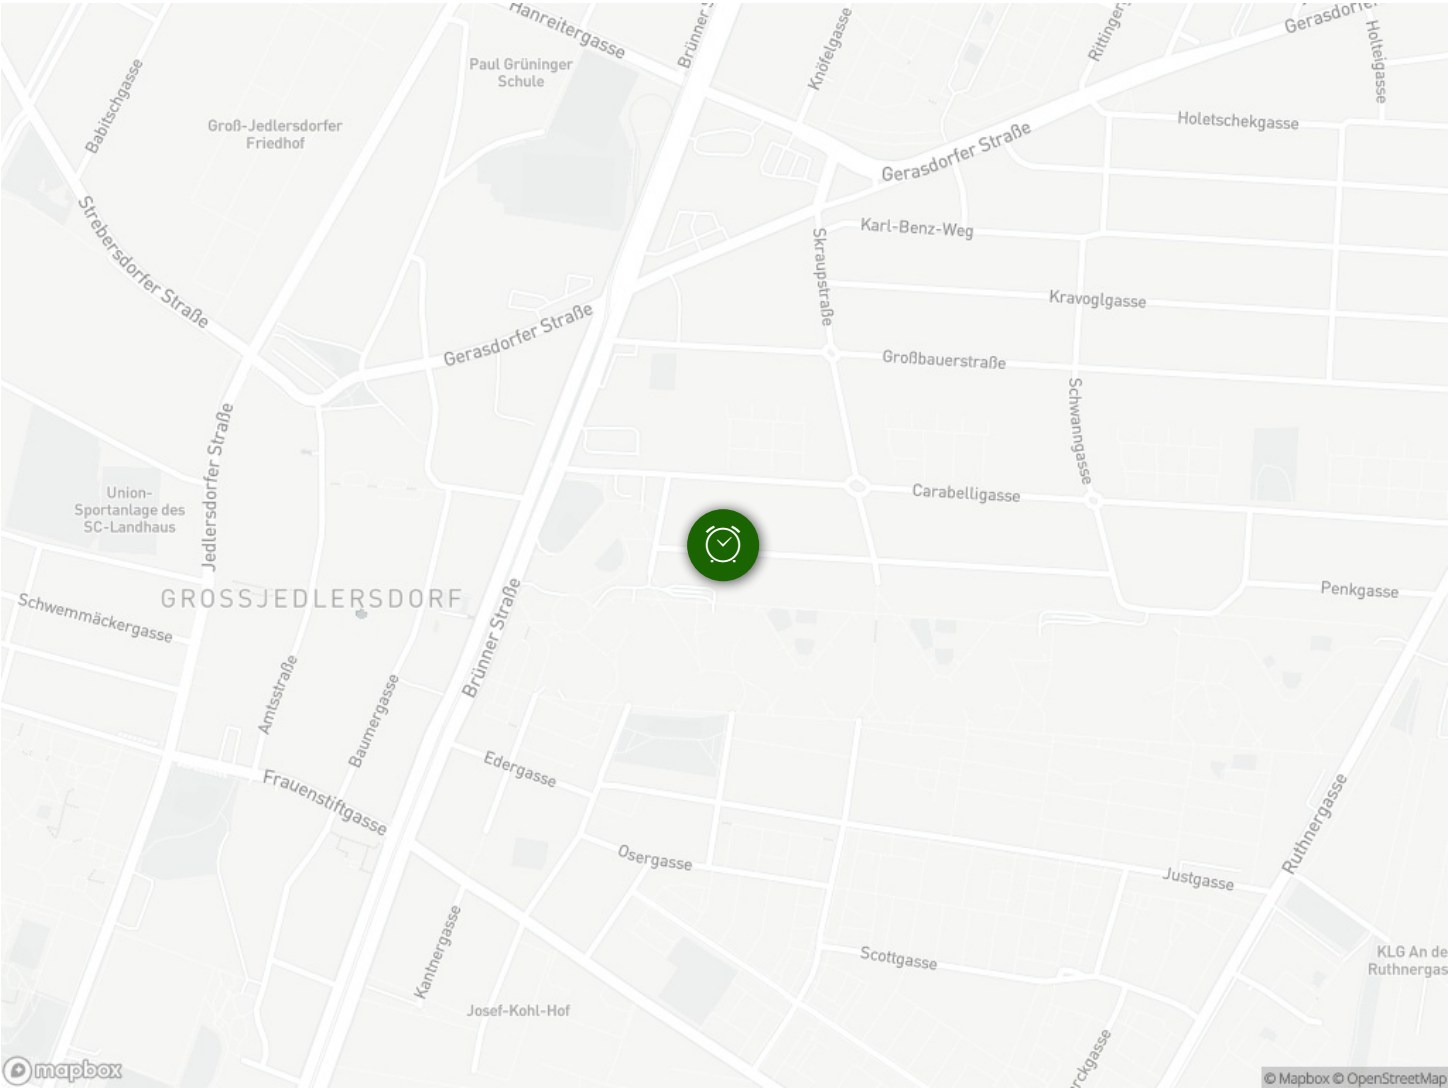 Hanreitergasse
Brünner S
Knöfelgasse
Rittinger
Gerasdorfer
Holteigasse
Paul Grüninger
Schule
Babitschgasse
Groß-Jedlersdorfer
Friedhof
Holetschekgasse
Gerasdorfer Straße
Karl-Benz-Weg
Strebersdorfer Straße
Skraupstraße
Kravoglgasse
Gerasdorfer Straße
Großbauerstraße
Schwanngasse
Jedlersdorfer Straße
Union-
Sportanlage des
SC-Landhaus
Carabelligasse
Penkgasse
GROSSJEDLERSDORF
Schwemmäckergasse
Brünner Straße
Amtsstraße
Baumergasse
Edergasse
Frauenstiftgasse
Ruthnergasse
Osergasse
Justgasse
Kantnergasse
Scottgasse
KLG An de
Ruthnergas
Josef-Kohl-Hof
rckgasse
mapbox
© Mapbox © OpenStreetMap